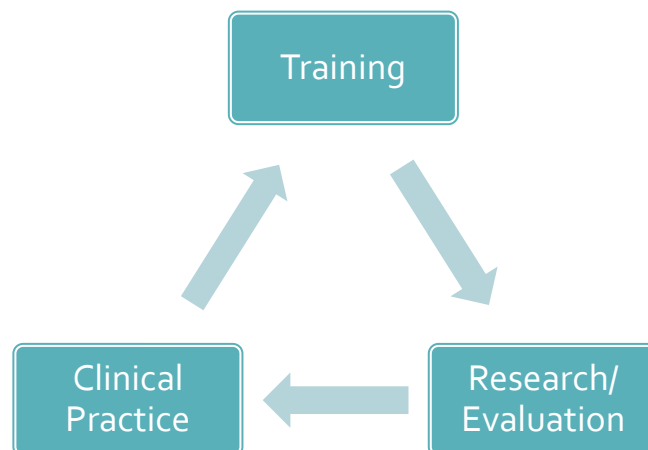 Training
Clinical
Practice
Research/
Evaluation